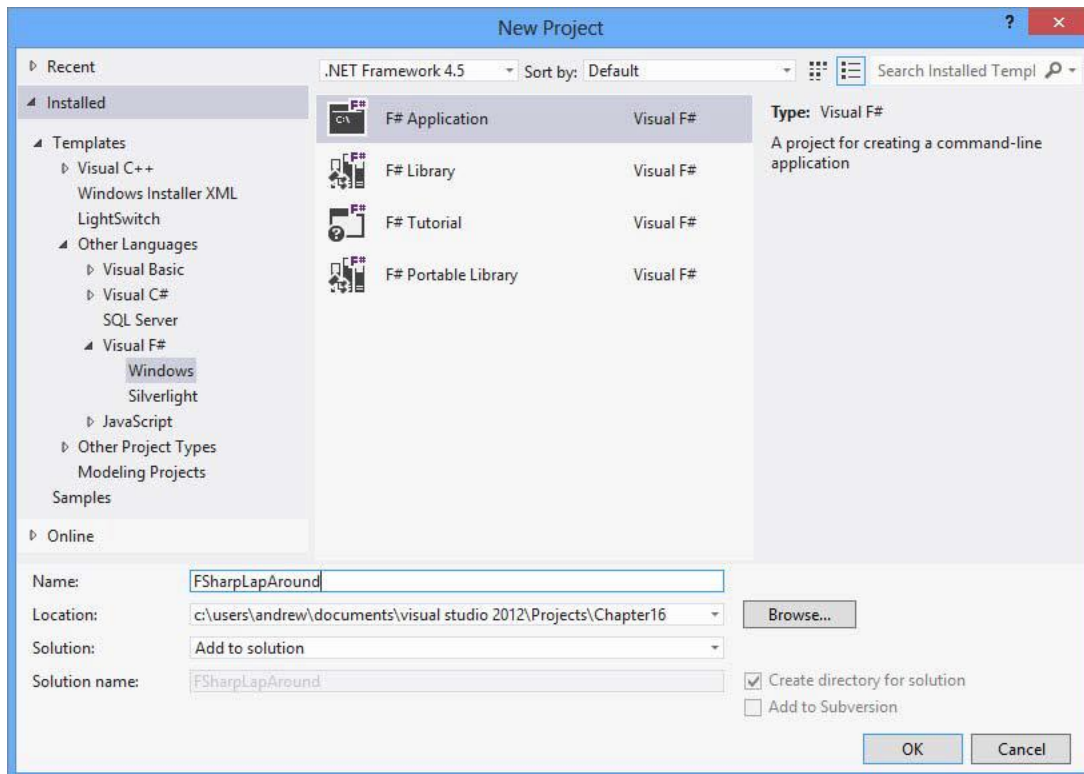 New Project
?
×
Recent
Installed
Templates
Visual C++
Windows Installer XML
LightSwitch
Other Languages
Visual Basic
Visual C#
SQL Server
Visual F#
Windows
Silverlight
JavaScript
Other Project Types
Modeling Projects
Samples
Online
.NET Framework 4.5 Sort by: Default Search Installed Templ
C:\ F# F# Application Visual F#
F# F# Library Visual F#
F# ? F# Tutorial Visual F#
F# F# Portable Library Visual F#
Type: Visual F#
A project for creating a command-line
application
Name: FSharpLapAround
Location: c:\users\andrew\documents\visual studio 2012\Projects\Chapter16 Browse...
Solution: Add to solution
Solution name: FSharpLapAround Create directory for solution
Add to Subversion
OK Cancel